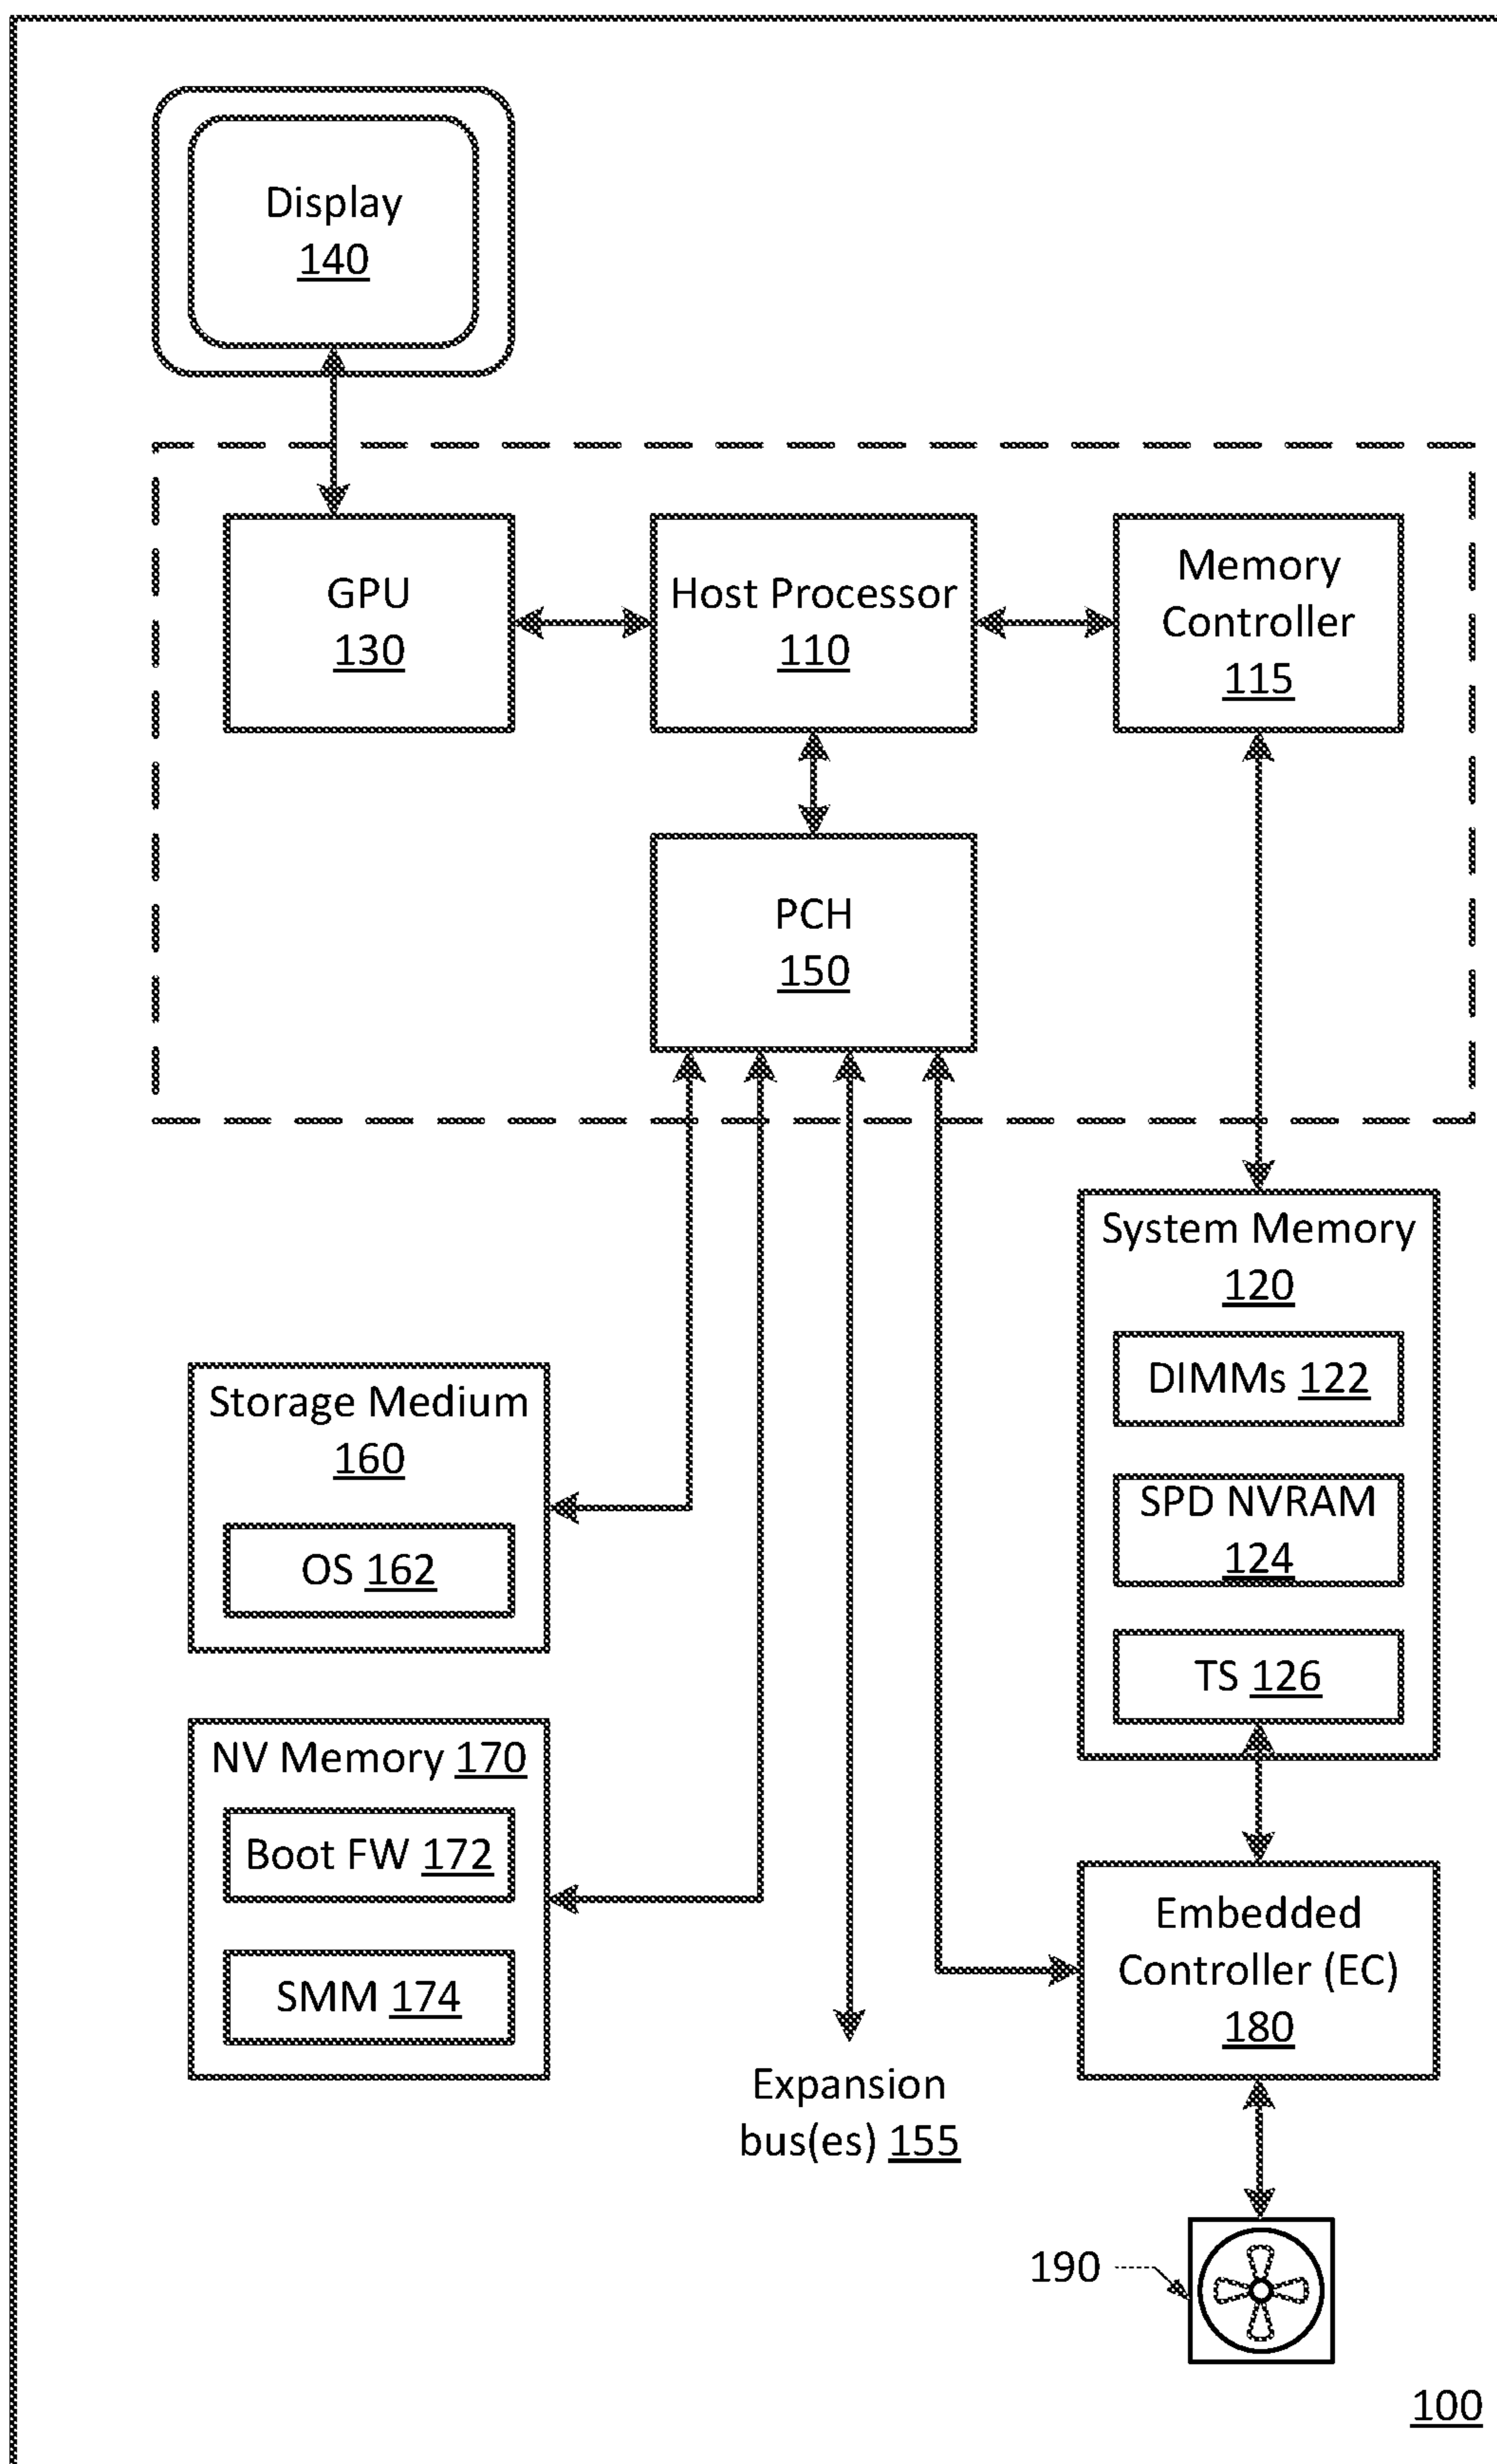 Display
140
GPU
130
Host Processor
110
Memory
Controller
115
PCH
150
System Memory
120
DIMMs 122
SPD NVRAM
124
TS 126
Storage Medium
160
OS 162
NV Memory 170
Boot FW 172
SMM 174
Embedded
Controller (EC)
180
Expansion
bus(es) 155
190
100